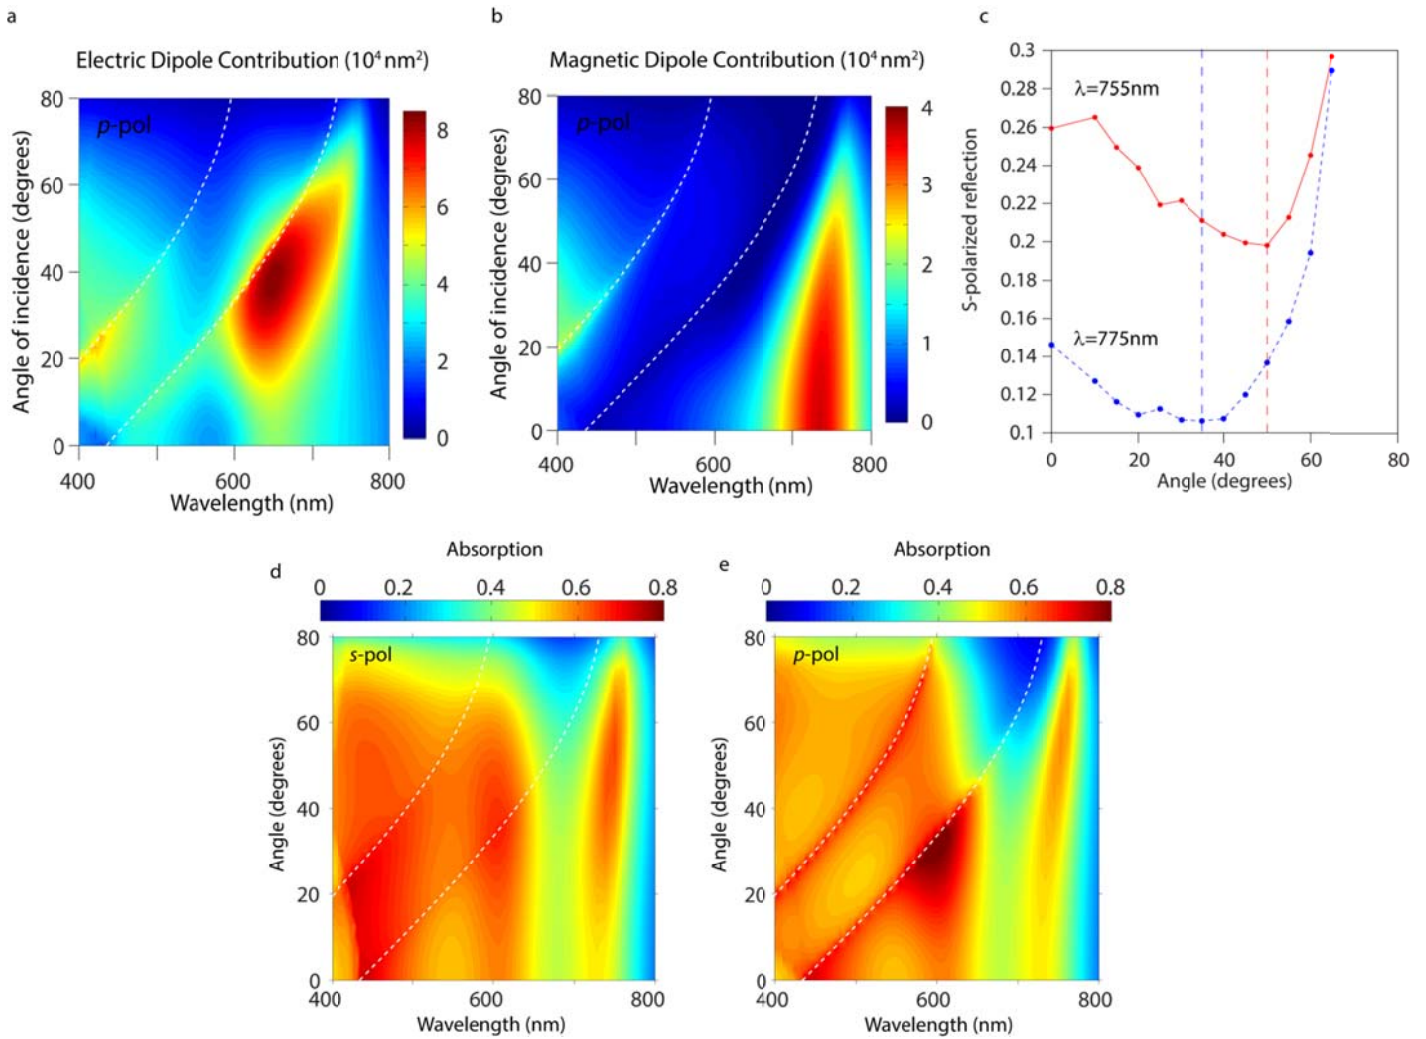 a
b
c
Electric Dipole Contribution (10⁴ nm²)
Magnetic Dipole Contribution (10⁴ nm²)
80
60
40
20
0
Angle of incidence (degrees)
p-pol
400
600
800
Wavelength (nm)
8
6
4
2
0
80
60
40
20
0
Angle of incidence (degrees)
p-pol
400
600
800
Wavelength (nm)
4
3
2
1
0
0.3
0.28
0.26
0.24
0.22
0.2
0.16
0.14
0.12
0.1
S-polarized reflection
λ=755nm
λ=775nm
0
20
40
60
80
Angle (degrees)
d
Absorption
0
0.2
0.4
0.6
0.8
80
60
40
20
0
Angle (degrees)
s-pol
400
600
800
Wavelength (nm)
e
Absorption
0
0.2
0.4
0.6
0.8
80
60
40
20
0
Angle (degrees)
p-pol
400
600
800
Wavelength (nm)